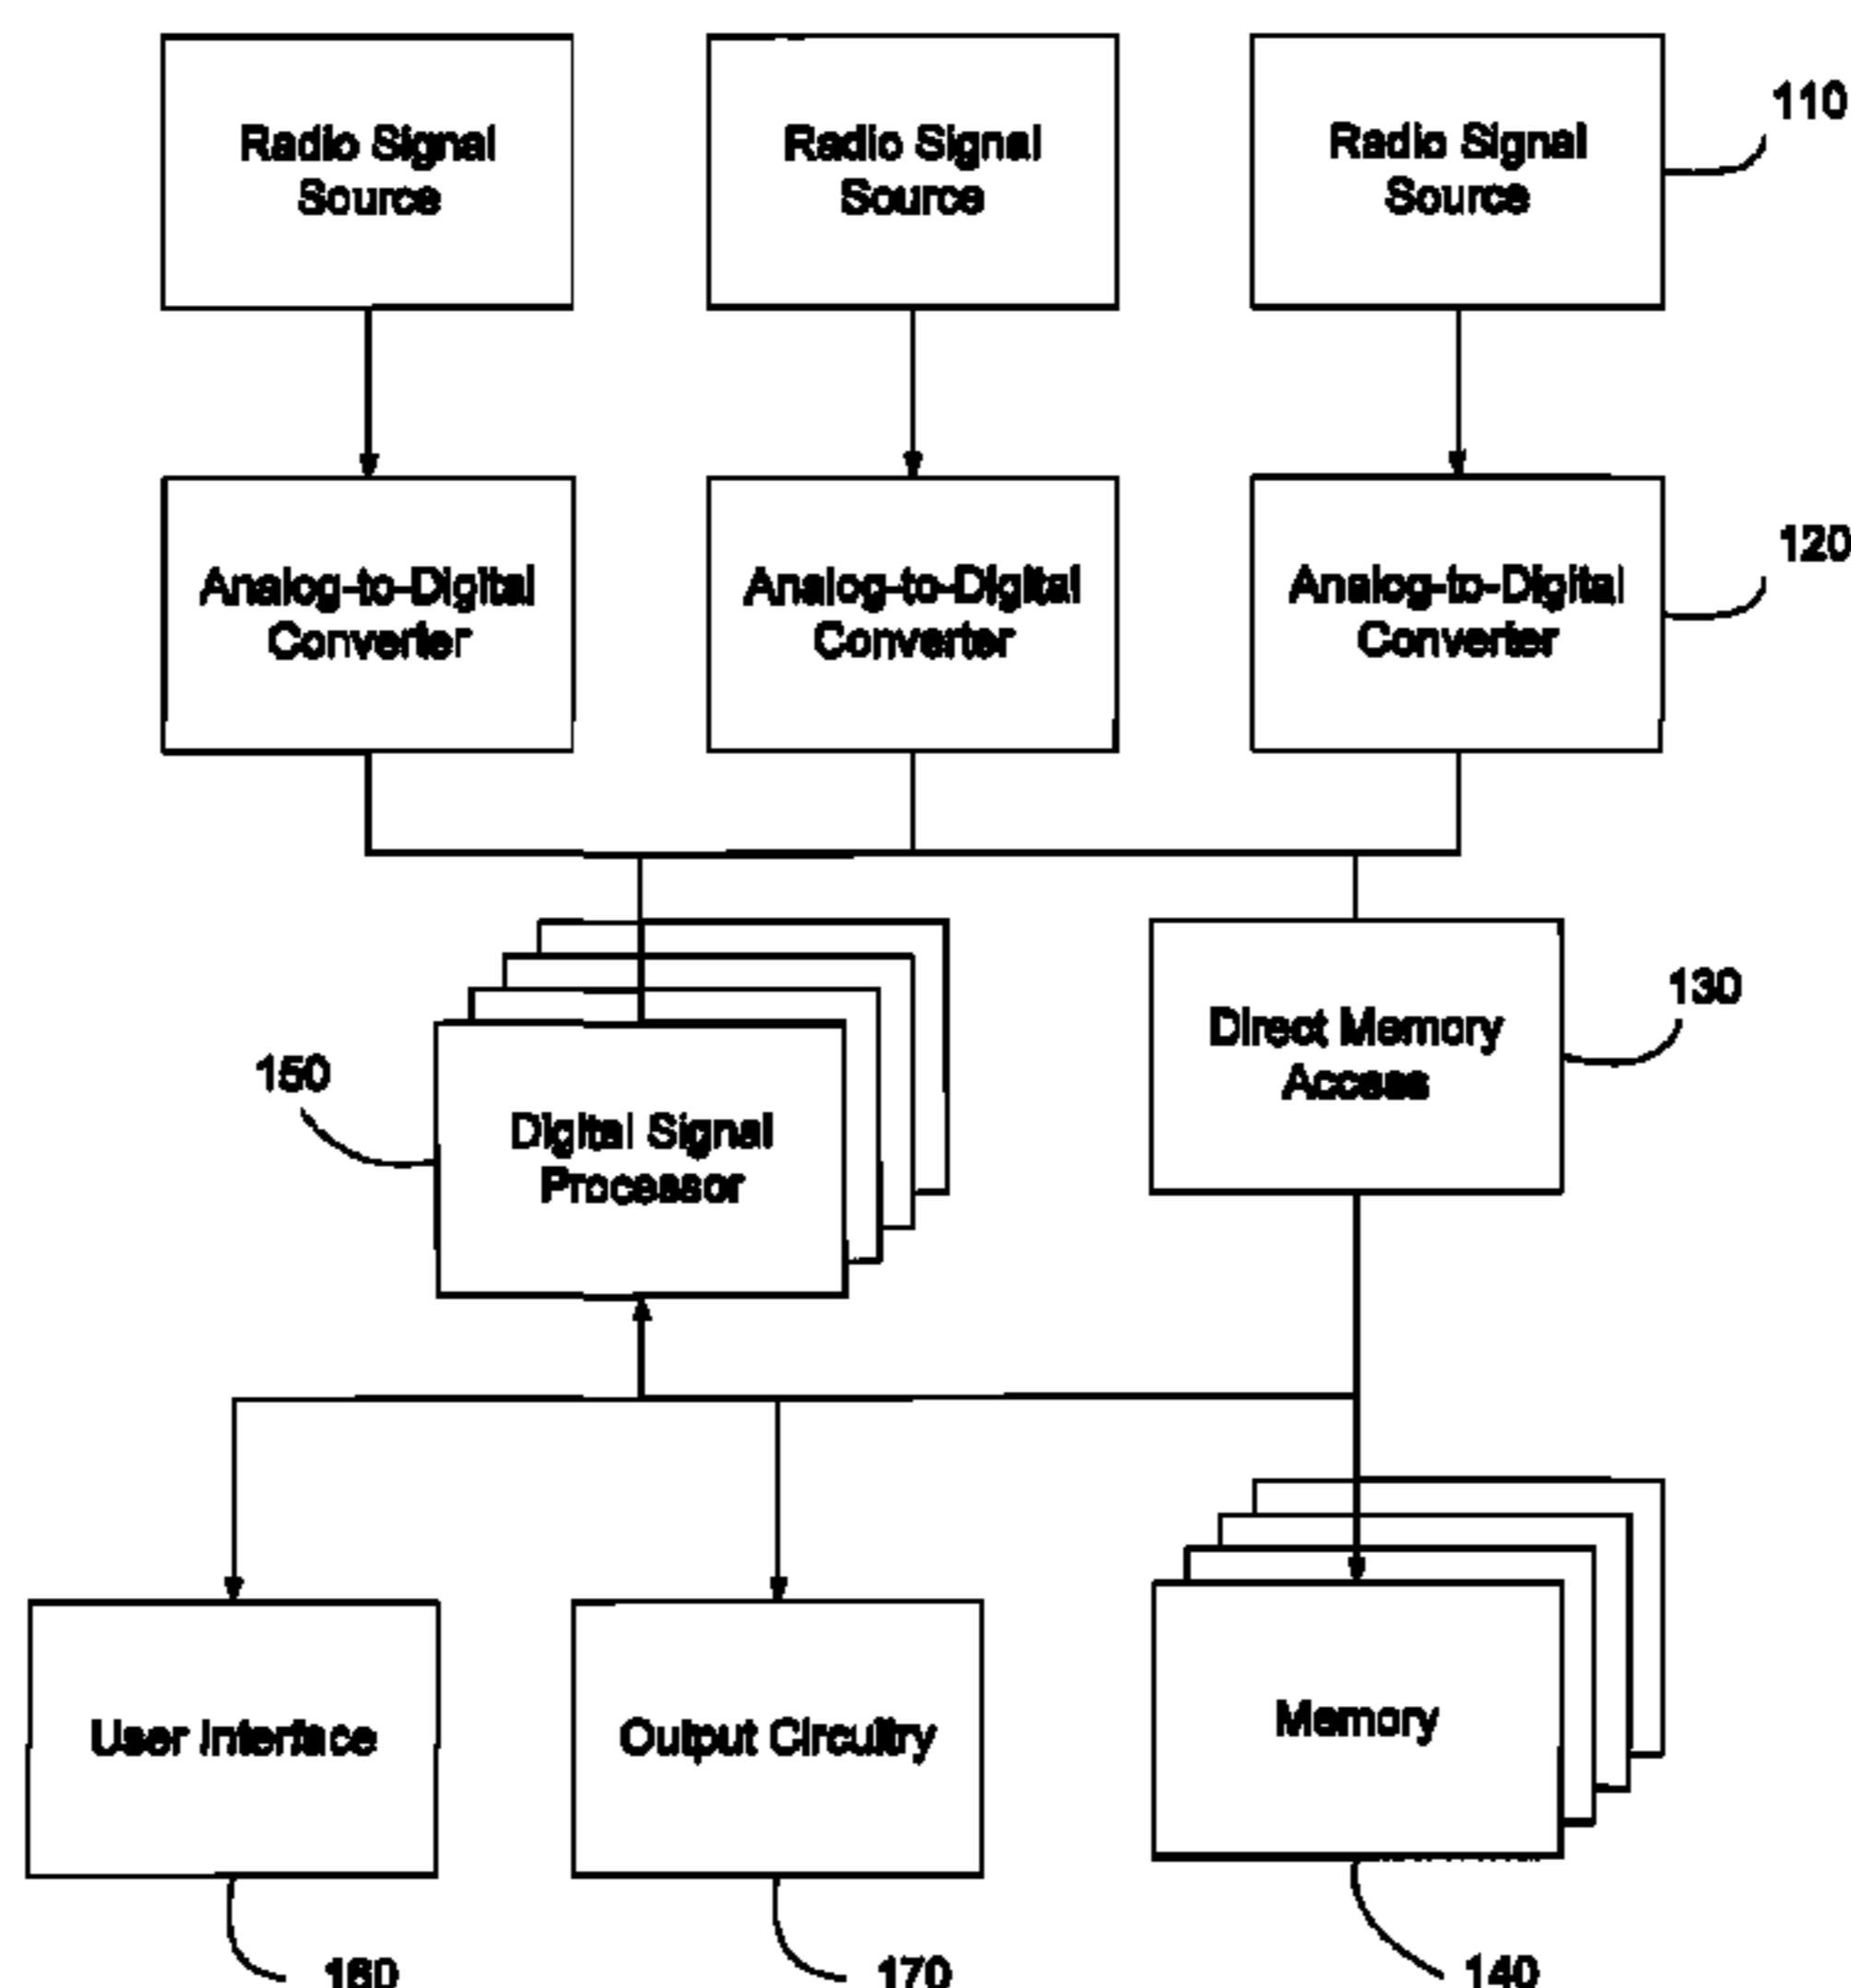 Radio Signal
Source
Radio Signal
Source
Radio Signal
Source
110
Analog-to-Digital
Converter
Analog-to-Digital
Converter
Analog-to-Digital
Converter
120
Direct Memory
Access
130
150
Digital Signal
Processor
User Interface
Output Circuitry
Memory
160
170
140